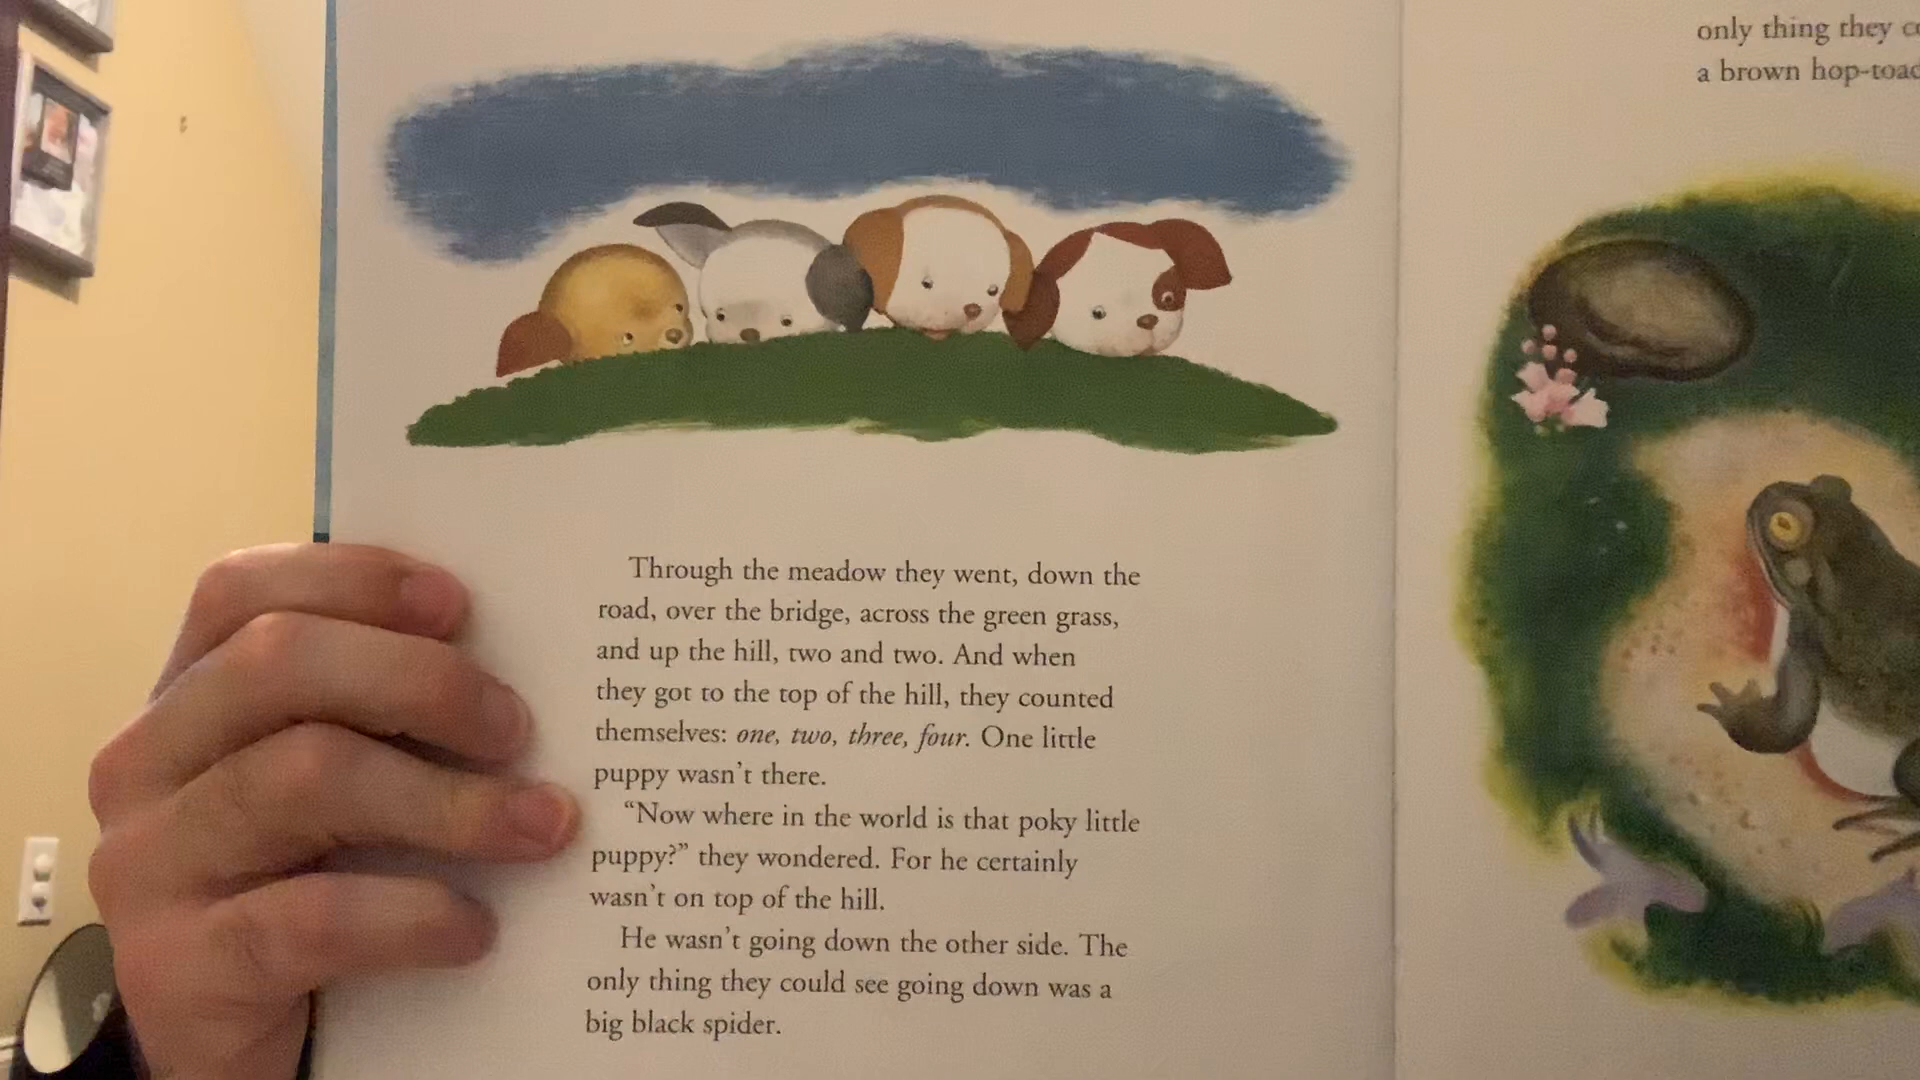 Through the meadow they went, down the
road, over the bridge, across the green grass,
and up the hill, two and two. And when
they got to the top of the hill, they counted
themselves: one, two, three, four. One little
puppy wasn't there.
“Now where in the world is that poky little
puppy?” they wondered. For he certainly
wasn't on top of the hill.
He wasn't going down the other side. The
only thing they could see going down was a
big black spider.
only thing they
a brown